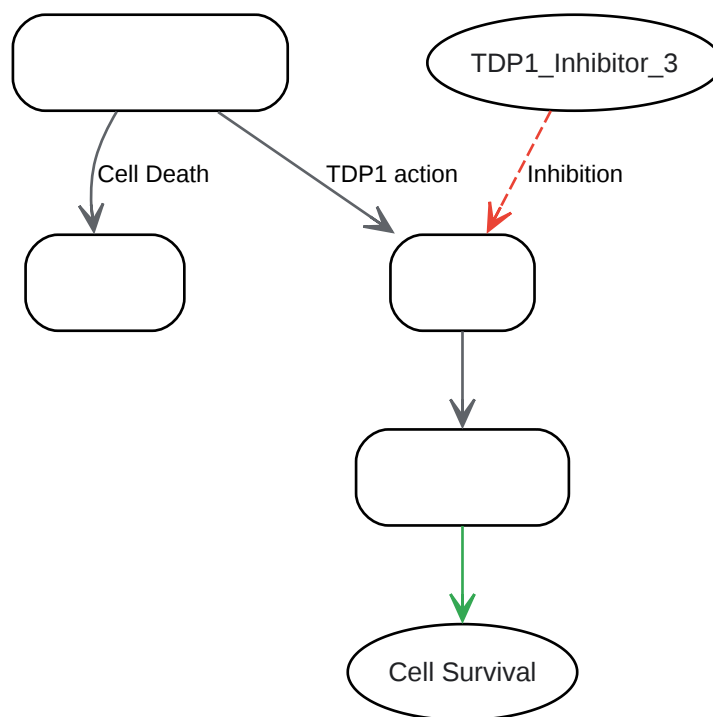 TDP1_Inhibitor_3
Cell Death
TDP1 action
Inhibition
Cell Survival